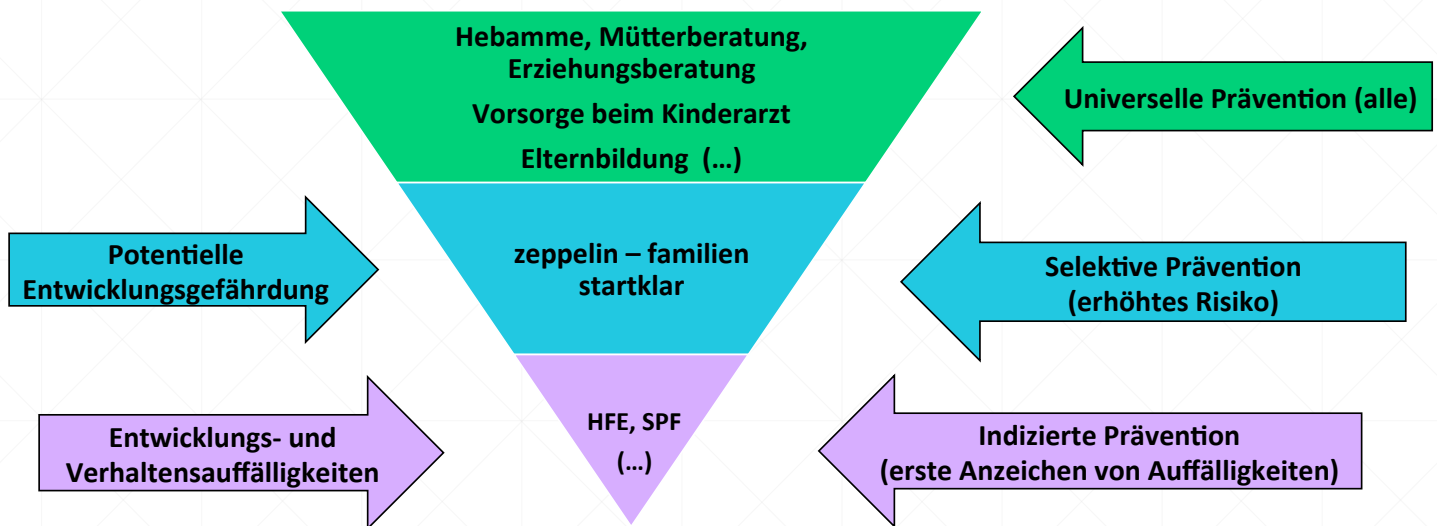 Hebamme, Mütterberatung,
Erziehungsberatung
Vorsorge beim Kinderarzt
Elternbildung (...)
Universelle Prävention (alle)
Potentielle
Entwicklungsgefährdung
zeppelin – familien
startklar
Selektive Prävention
(erhöhtes Risiko)
Entwicklungs- und
Verhaltensauffälligkeiten
HFE, SPF
(...)
Indizierte Prävention
(erste Anzeichen von Auffälligkeiten)